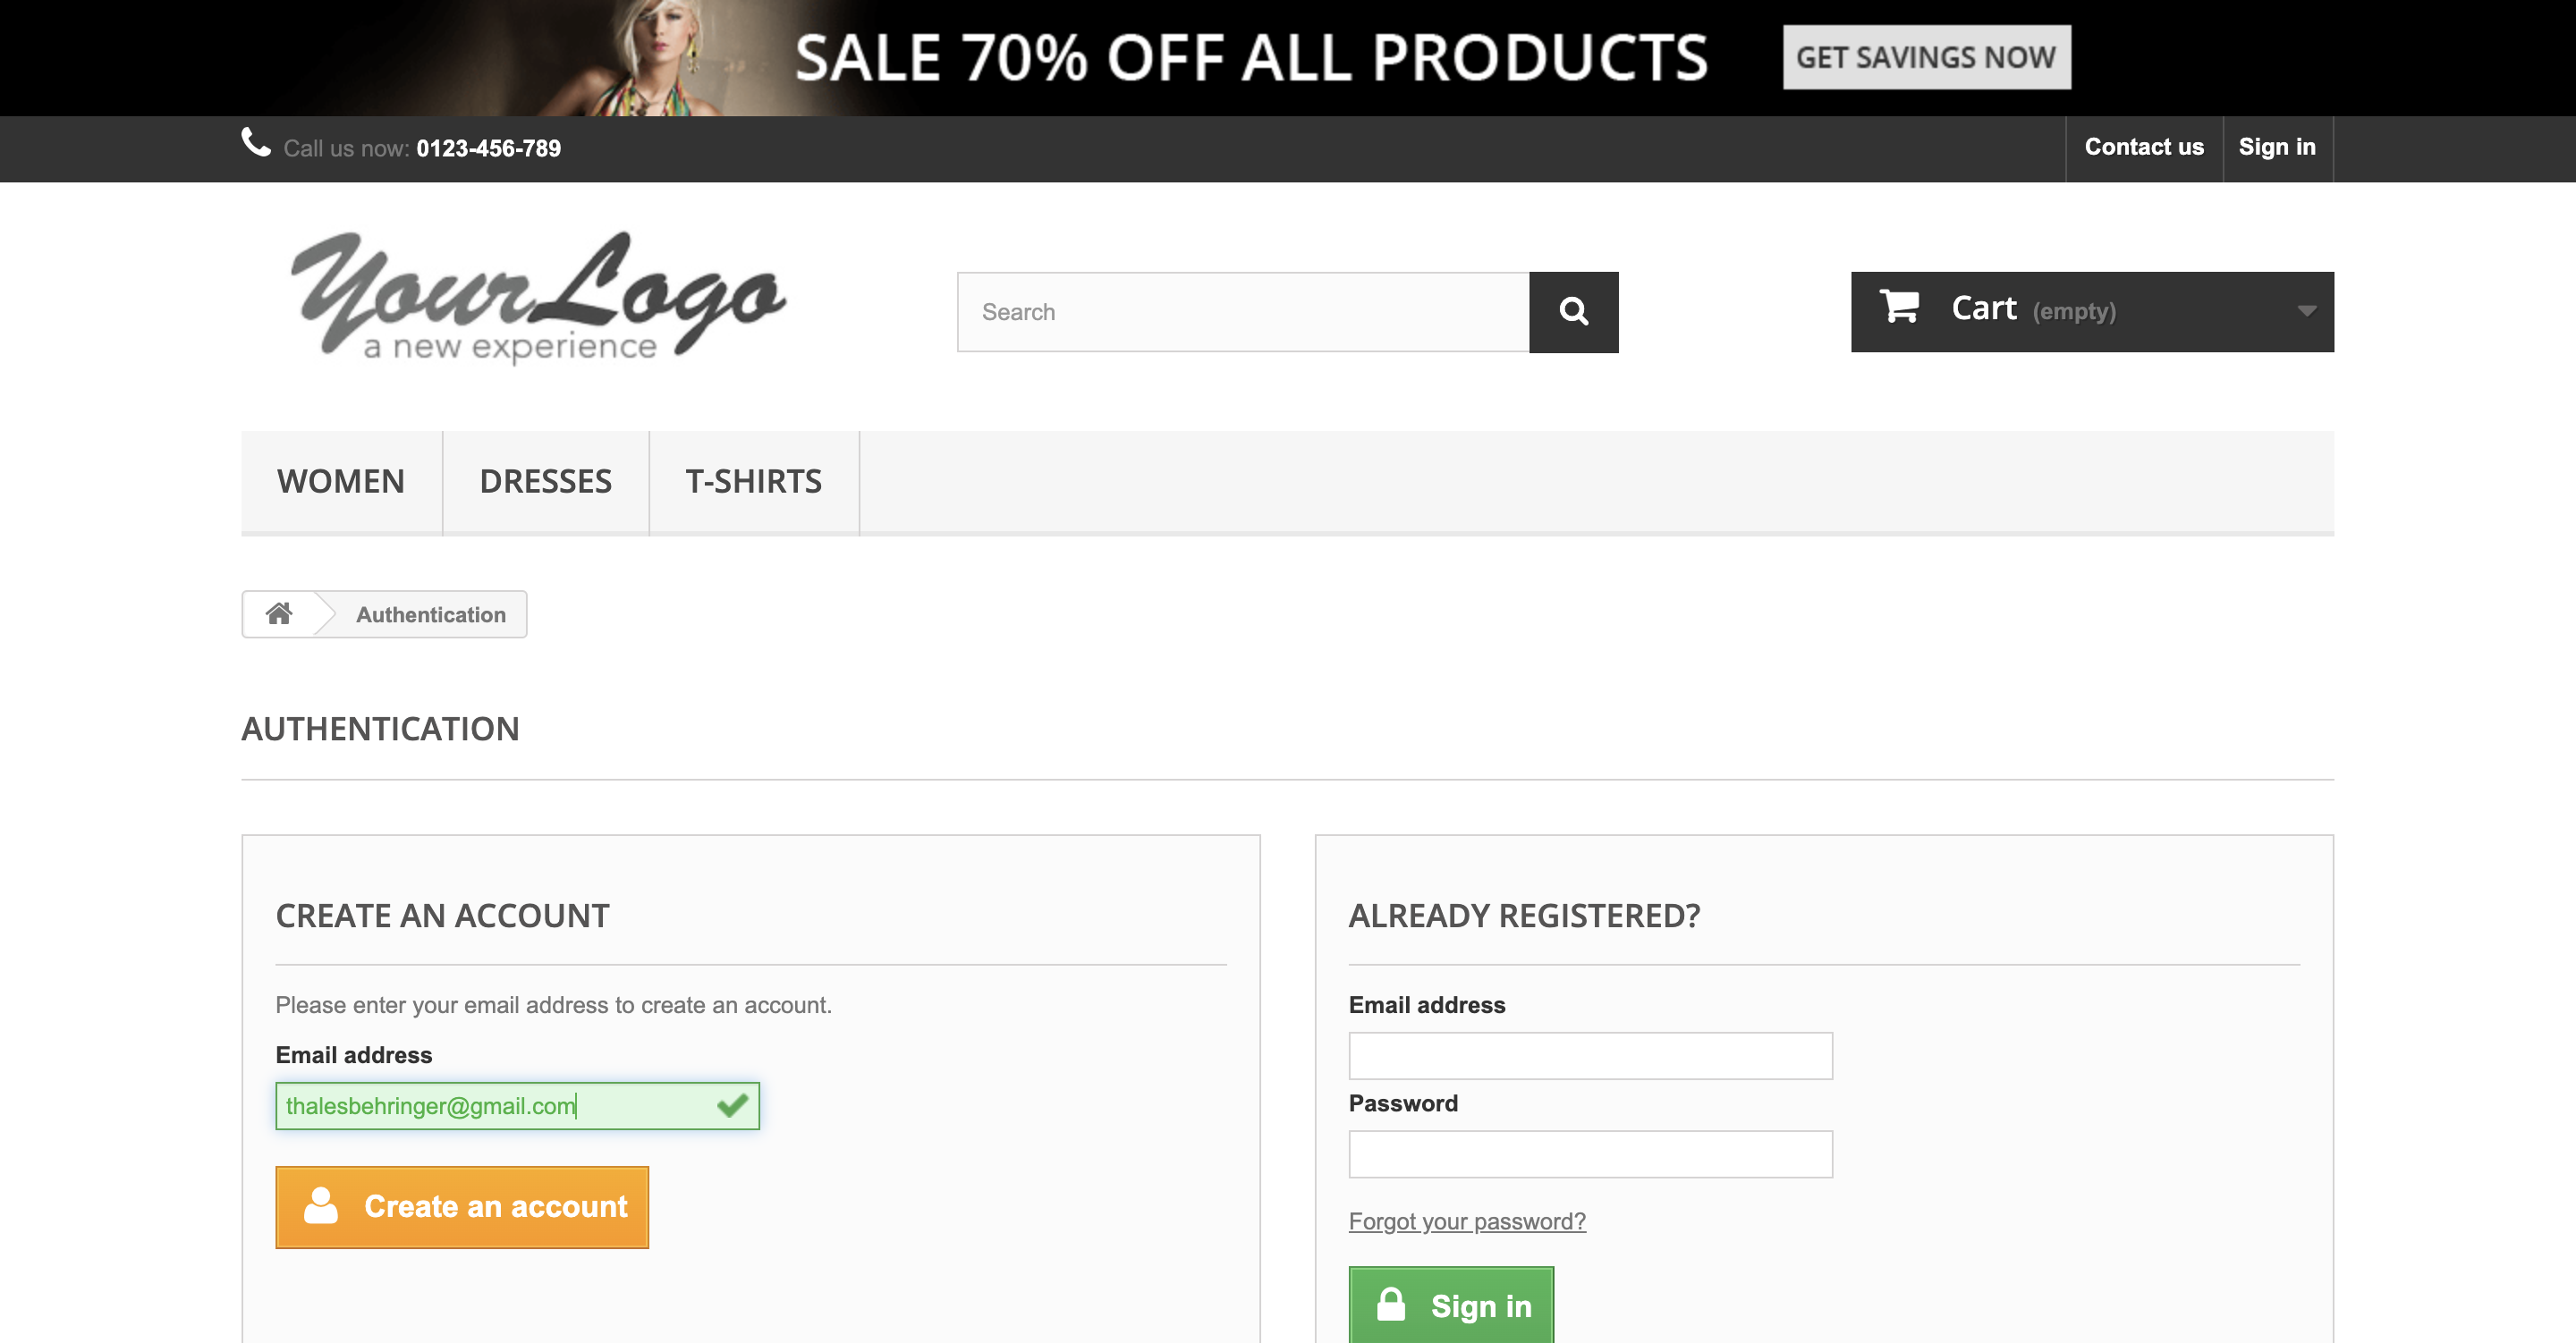 SALE 70% OFF ALL PRODUCTS
GET SAVINGS NOW
Call us now: 0123-456-789
Contact us
Sign in
Your Logo
a new experience
Search
Cart (empty)
WOMEN
DRESSES
T-SHIRTS
Authentication
AUTHENTICATION
CREATE AN ACCOUNT
Please enter your email address to create an account.
Email address
thalesbehringer@gmail.com
Create an account
ALREADY REGISTERED?
Email address
Password
Forgot your password?
Sign in